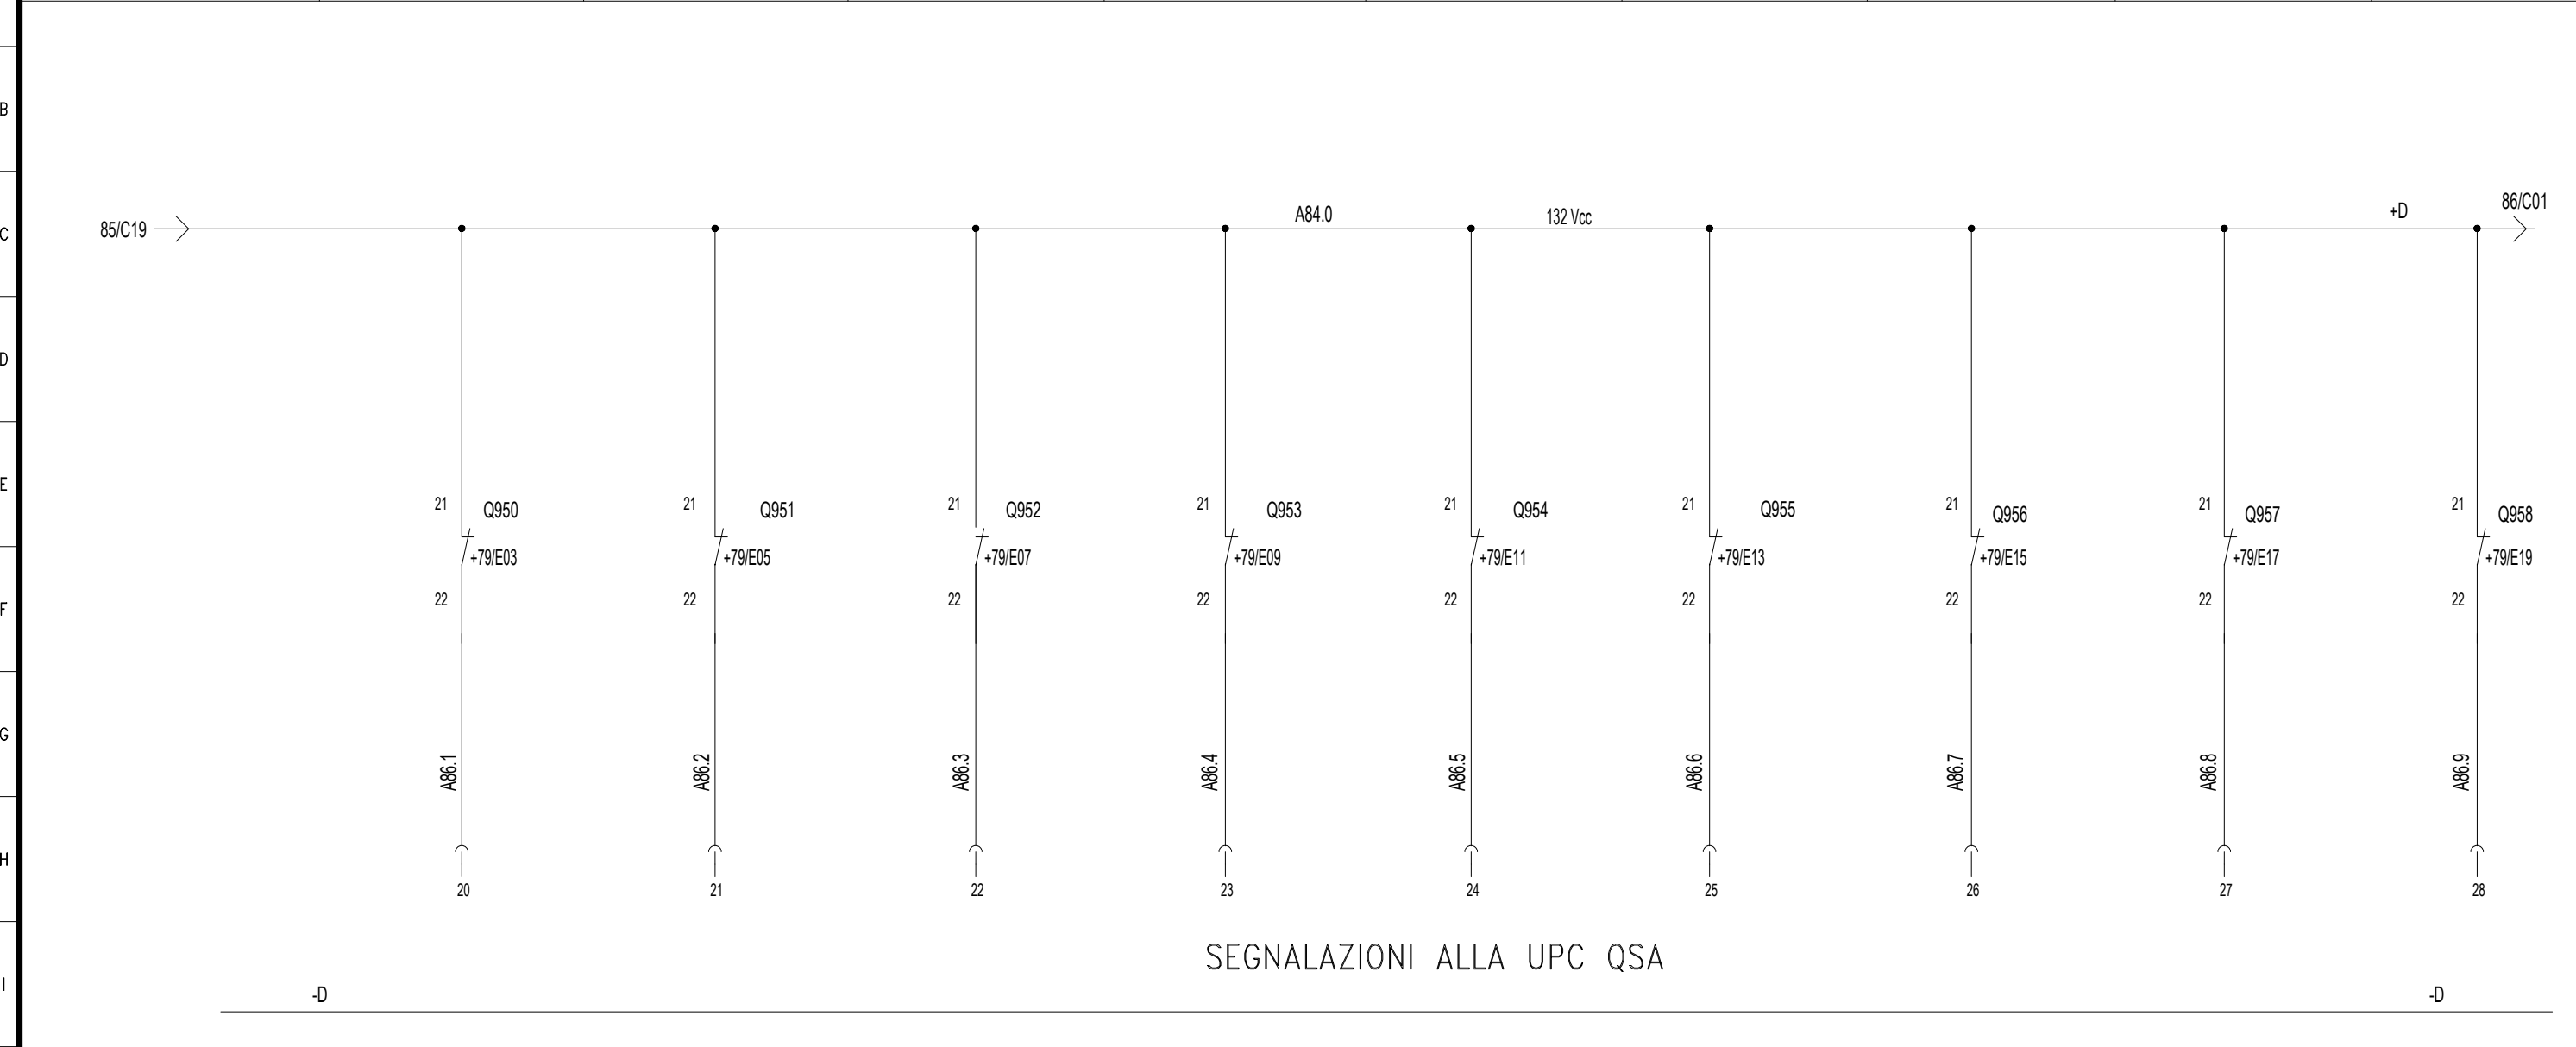 B
C
D
E
F
G
H
I
85/C19
A84.0
132 Vcc
+D
86/C01
21
Q950
+79/E03
22
21
Q951
+79/E05
22
21
Q952
+79/E07
22
21
Q953
+79/E09
22
21
Q954
+79/E11
22
21
Q955
+79/E13
22
21
Q956
+79/E15
22
21
Q957
+79/E17
22
21
Q958
+79/E19
22
A86.1
A86.2
A86.3
A86.4
A86.5
A86.6
A86.7
A86.8
A86.9
20
21
22
23
24
25
26
27
28
SEGNALAZIONI ALLA UPC QSA
-D
-D